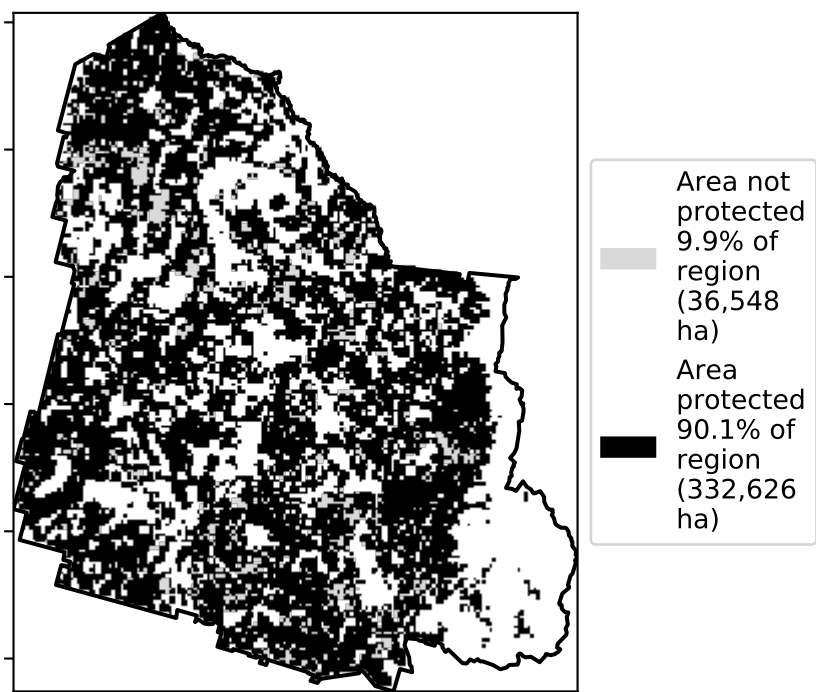 Area not
protected
9.9% of
region
(36,548
ha)
Area
protected
90.1% of
region
(332,626
ha)